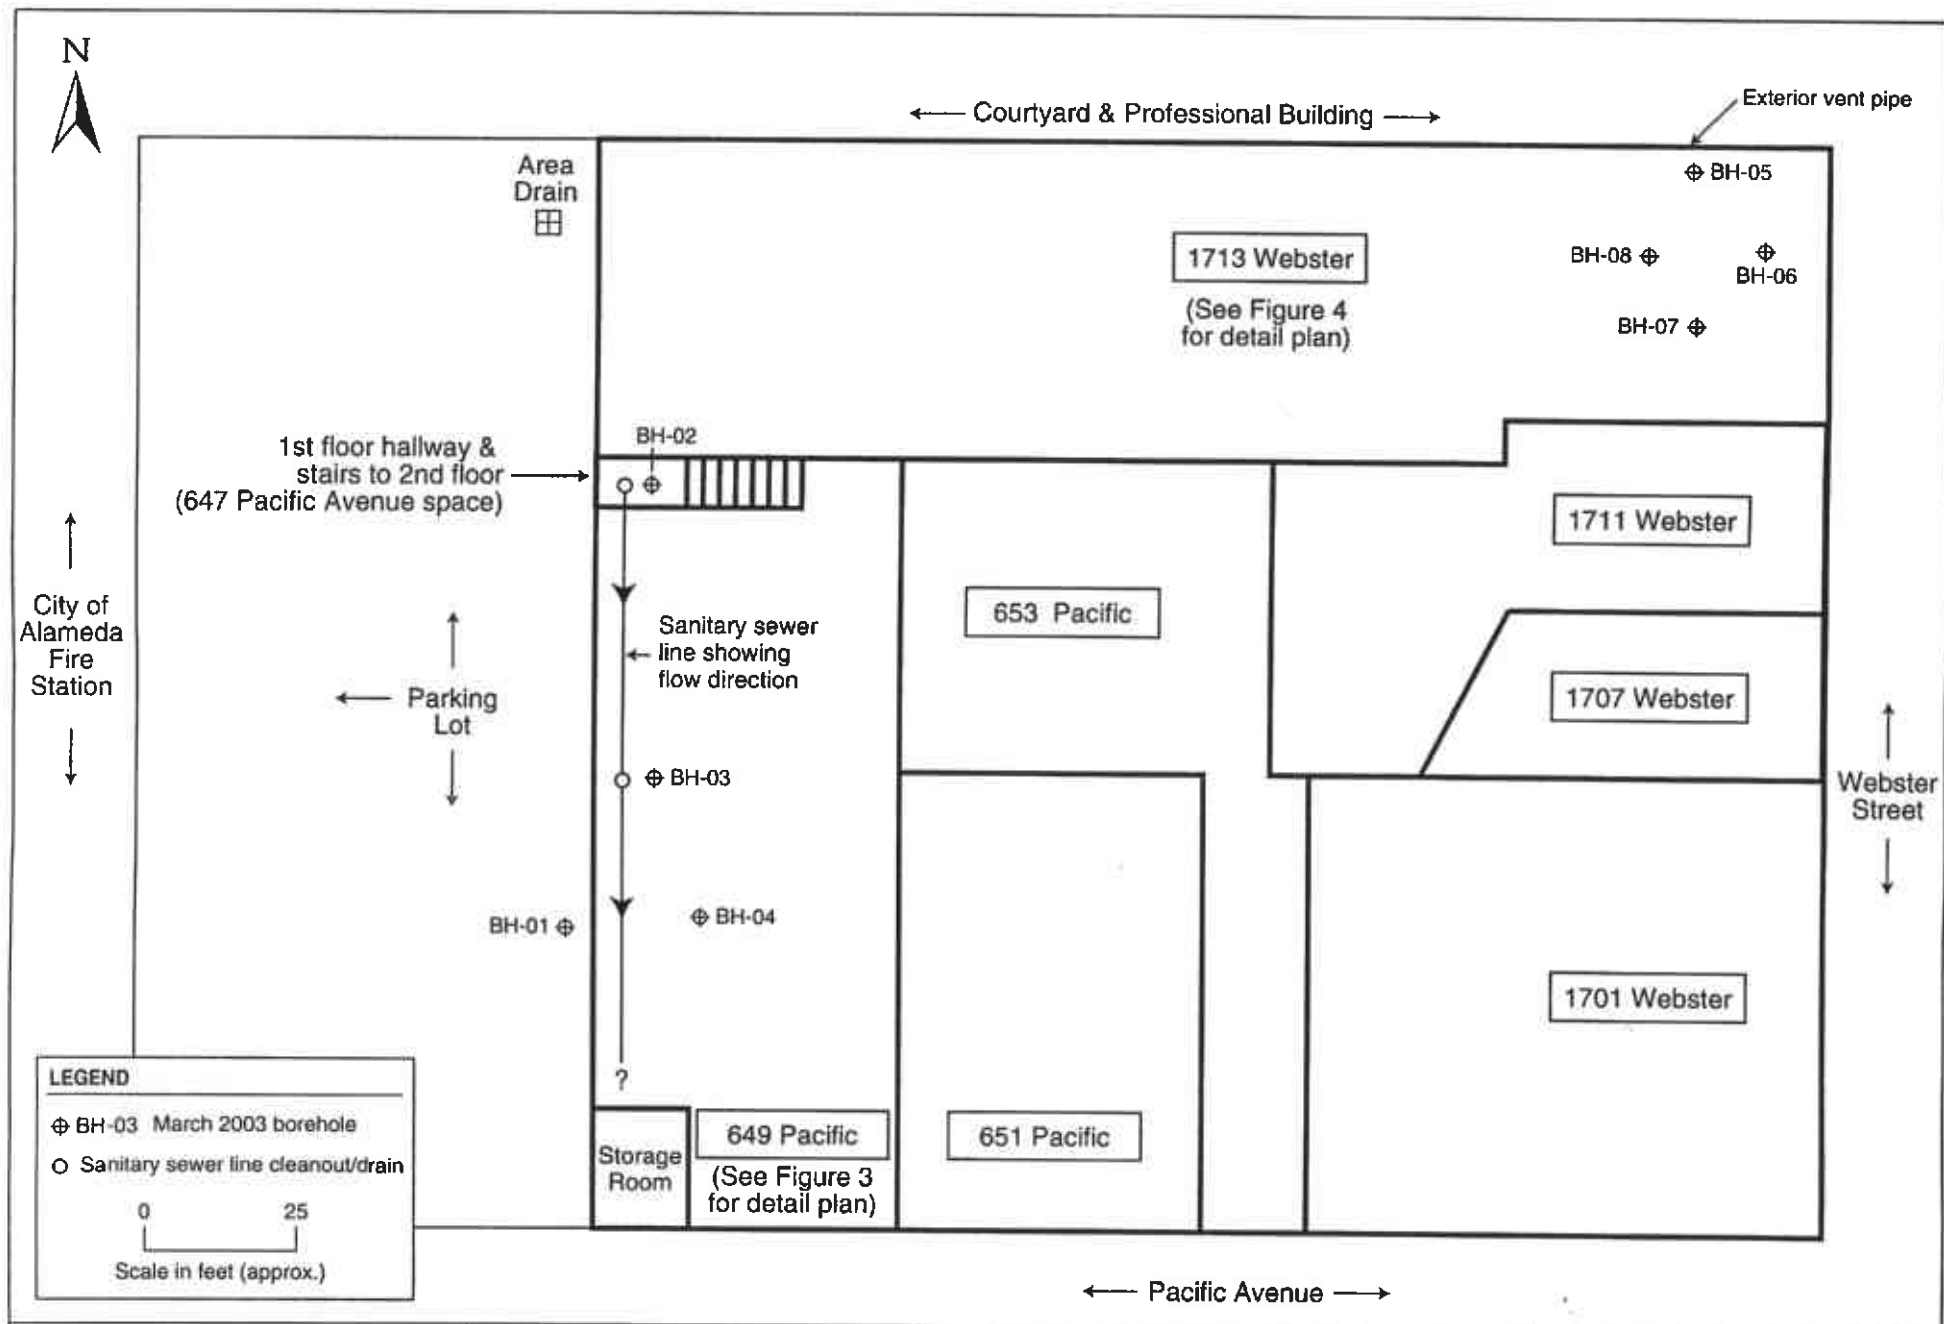 N
← Courtyard & Professional Building →
Exterior vent pipe
Area
Drain
BH-05
1713 Webster
BH-08
BH-06
(See Figure 4
for detail plan)
BH-07
1st floor hallway &
stairs to 2nd floor
(647 Pacific Avenue space)
BH-02
1711 Webster
City of
Alameda
Fire
Station
653 Pacific
Sanitary sewer
line showing
flow direction
Parking
Lot
1707 Webster
BH-03
Webster
Street
BH-01
BH-04
1701 Webster
?
LEGEND
BH-03 March 2003 borehole
Sanitary sewer line cleanout/drain
0 25
Scale in feet (approx.)
Storage
Room
649 Pacific
(See Figure 3
for detail plan)
651 Pacific
← Pacific Avenue →